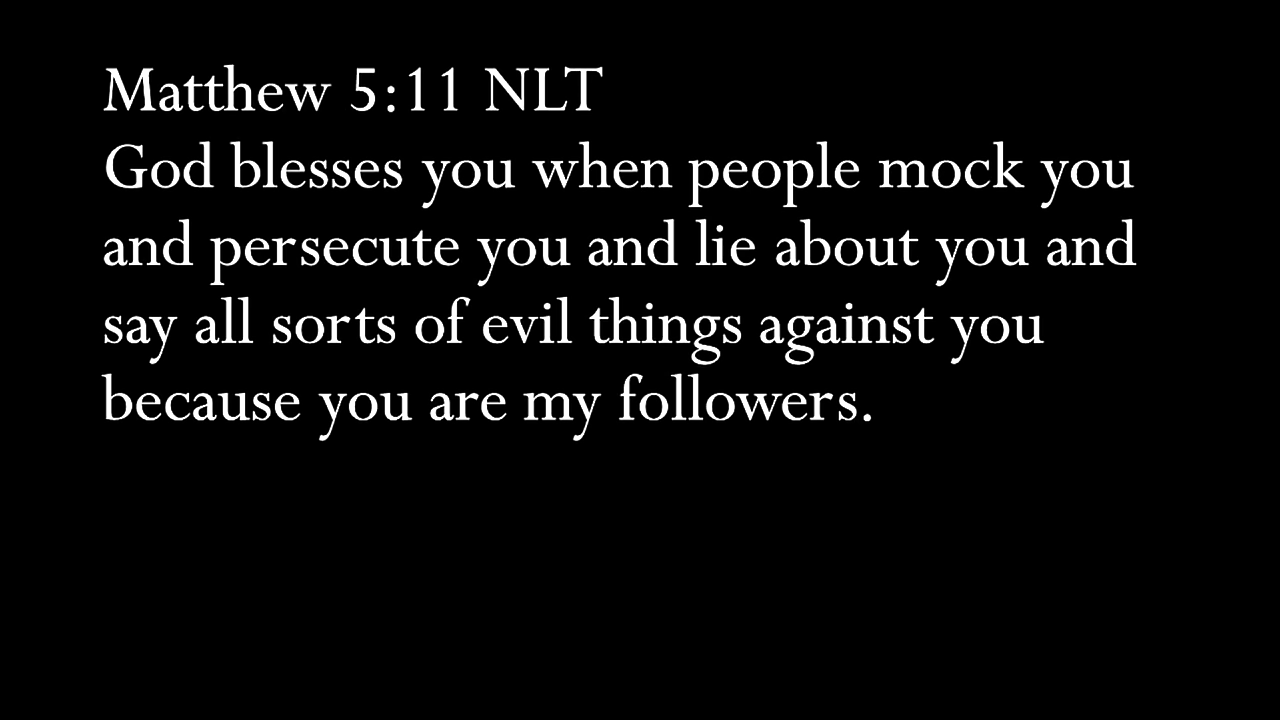 Matthew 5:11 NLT
God blesses you when people mock you
and persecute you and lie about you and
say all sorts of evil things against you
because you are my followers.